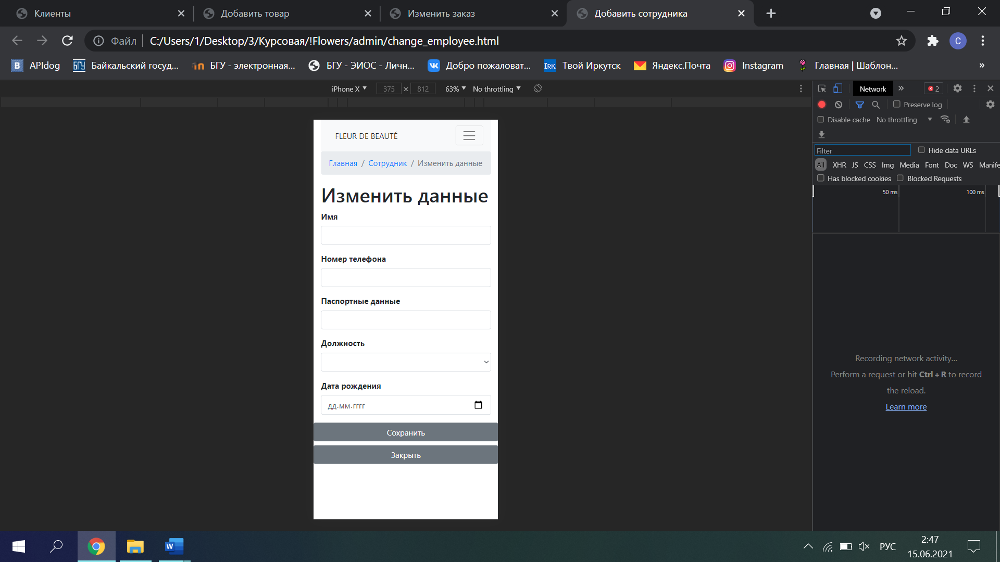 Клиенты
Добавить товар
Изменить заказ
Добавить сотрудника
Файл C:/Users/1/Desktop/3/Курсовая/!Flowers/admin/change_employee.html
C
APIdog
Байкальский госуд...
БГУ - электронная...
БГУ - ЭИОС - Личн...
Добро пожаловат...
Твой Иркутск
Яндекс.Почта
Instagram
Главная | Шаблон...
»
iPhone X 375 × 812 63% No throttling
Network » 2
Preserve log
Disable cache No throttling
Filter Hide data URLs
All XHR JS CSS Img Media Font Doc WS Manife
Has blocked cookies Blocked Requests
50 ms 100 ms
Recording network activity...
Perform a request or hit Ctrl + R to record
the reload.
Learn more
FLEUR DE BEAUTÉ
Главная / Сотрудник / Изменить данные
Изменить данные
Имя
Номер телефона
Паспортные данные
Должность
Дата рождения
дд.мм.гггг
Сохранить
Закрыть
РУС
2:47
15.06.2021